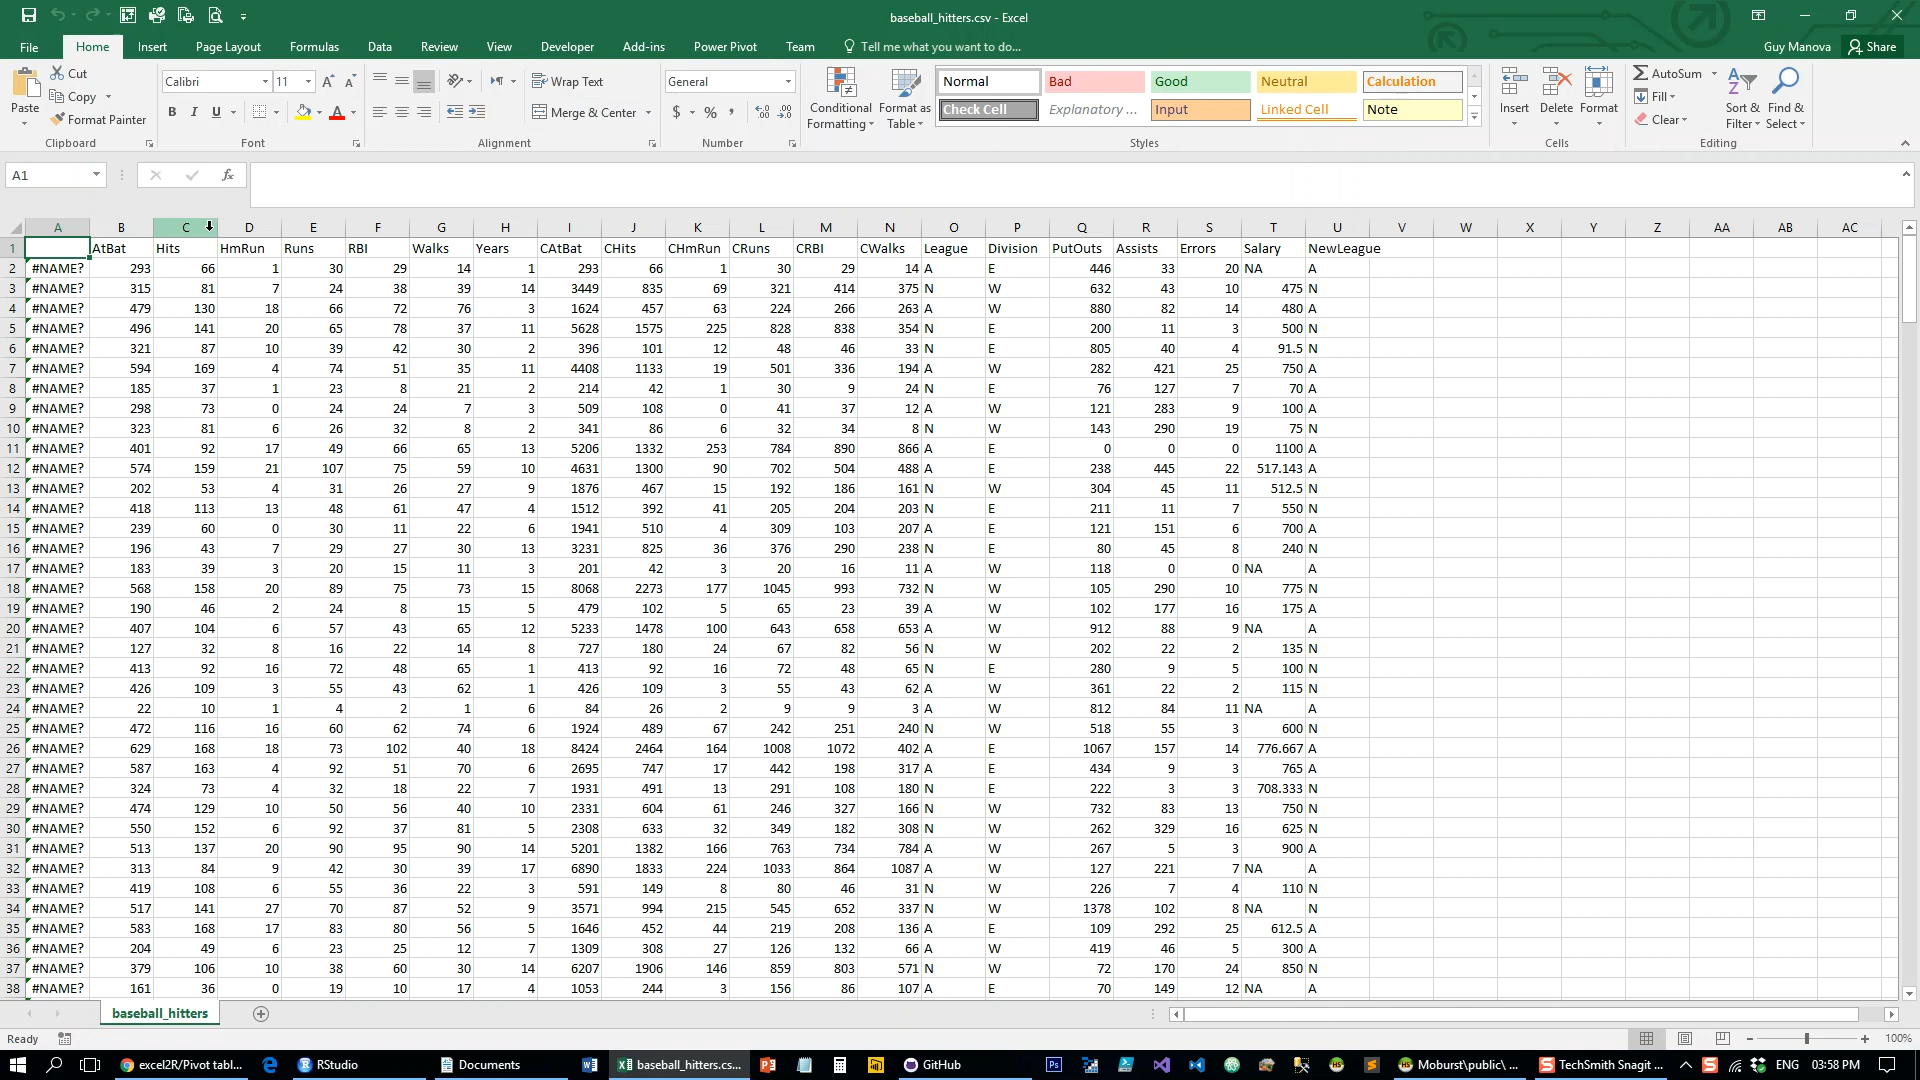 baseball_hitters.csv - Excel
File Home Insert Page Layout Formulas Data Review View Developer Add-ins Power Pivot Team Tell me what you want to do... Guy Manova Share
Paste Cut Copy Format Painter Clipboard
Calibri 11 B I U Font
Wrap Text Merge & Center Alignment
General $ % , Number
Conditional Formatting Format as Table
Normal Bad Good Neutral Calculation
Check Cell Explanatory ... Input Linked Cell Note
Styles
Insert Delete Format Cells
AutoSum Fill Clear Sort & Filter Find & Select Editing
A1 fx
A B C D E F G H I J K L M N O P Q R S T U V W X Y Z AA AB AC
1 AtBat Hits HmRun Runs RBI Walks Years CAtBat CHits CHmRun CRuns CRBI CWalks League Division PutOuts Assists Errors Salary NewLeague
2 #NAME? 293 66 1 30 29 14 1 293 66 1 30 29 14 A E 446 33 20 NA A
3 #NAME? 315 81 7 24 38 39 14 3449 835 69 321 414 375 N W 632 43 10 475 N
4 #NAME? 479 130 18 66 72 76 3 1624 457 63 224 266 263 A W 880 82 14 480 A
5 #NAME? 496 141 20 65 78 37 11 5628 1575 225 828 838 354 N E 200 11 3 500 N
6 #NAME? 321 87 10 39 42 30 2 396 101 12 48 46 33 N E 805 40 4 91.5 N
7 #NAME? 594 169 4 74 51 35 11 4408 1133 19 501 336 194 A W 282 421 25 750 A
8 #NAME? 185 37 1 23 8 21 2 214 42 1 30 9 24 N E 76 127 7 70 A
9 #NAME? 298 73 0 24 24 7 3 509 108 0 41 37 12 A W 121 283 9 100 A
10 #NAME? 323 81 6 26 32 8 2 341 86 6 32 34 8 N W 143 290 19 75 N
11 #NAME? 401 92 17 49 66 65 13 5206 1332 253 784 890 866 A E 0 0 0 1100 A
12 #NAME? 574 159 21 107 75 59 10 4631 1300 90 702 504 488 A E 238 445 22 517.143 A
13 #NAME? 202 53 4 31 26 27 9 1876 467 15 192 186 161 N W 304 45 11 512.5 N
14 #NAME? 418 113 13 48 61 47 4 1512 392 41 205 204 203 N E 211 11 7 550 N
15 #NAME? 239 60 0 30 11 22 6 1941 510 4 309 103 207 A E 121 151 6 700 A
16 #NAME? 196 43 7 29 27 30 13 3231 825 36 376 290 238 N E 80 45 8 240 N
17 #NAME? 183 39 3 20 15 11 3 201 42 3 20 16 11 A W 118 0 0 NA A
18 #NAME? 568 158 20 89 75 73 15 8068 2273 177 1045 993 732 N W 105 290 10 775 N
19 #NAME? 190 46 2 24 8 15 5 479 102 5 65 23 39 A W 102 177 16 175 A
20 #NAME? 407 104 6 57 43 65 12 5233 1478 100 643 658 653 A W 912 88 9 NA A
21 #NAME? 127 32 8 16 22 14 8 727 180 24 67 82 56 N W 202 22 2 135 N
22 #NAME? 413 92 16 72 48 65 1 413 92 16 72 48 65 N E 280 9 5 100 N
23 #NAME? 426 109 3 55 43 62 1 426 109 3 55 43 62 A W 361 22 2 115 N
24 #NAME? 22 10 1 4 2 1 6 84 26 2 9 9 3 A W 812 84 11 NA A
25 #NAME? 472 116 16 60 62 74 6 1924 489 67 242 251 240 N W 518 55 3 600 N
26 #NAME? 629 168 18 73 102 40 18 8424 2464 164 1008 1072 402 A E 1067 157 14 776.667 A
27 #NAME? 587 163 4 92 51 70 6 2695 747 17 442 198 317 A E 434 9 3 765 A
28 #NAME? 324 73 4 32 18 22 7 1931 491 13 291 108 180 N E 222 3 3 708.333 N
29 #NAME? 474 129 10 50 56 40 10 2331 604 61 246 327 166 N W 732 83 13 750 N
30 #NAME? 550 152 6 92 37 81 5 2308 633 32 349 182 308 N W 262 329 16 625 N
31 #NAME? 513 137 20 90 95 90 14 5201 1382 166 763 734 784 A W 267 5 3 900 A
32 #NAME? 313 84 9 42 30 39 17 6890 1833 224 1033 864 1087 A W 127 221 7 NA A
33 #NAME? 419 108 6 55 36 22 3 591 149 8 80 46 31 N W 226 7 4 110 N
34 #NAME? 517 141 27 70 87 52 9 3571 994 215 545 652 337 N W 1378 102 8 NA N
35 #NAME? 583 168 17 83 80 56 5 1646 452 44 219 208 136 A E 109 292 25 612.5 A
36 #NAME? 204 49 6 23 25 12 7 1309 308 27 126 132 66 A W 419 46 5 300 A
37 #NAME? 379 106 10 38 60 30 14 6207 1906 146 859 803 571 N W 72 170 24 850 N
38 #NAME? 161 36 0 19 10 17 4 1053 244 3 156 86 107 A E 70 149 12 NA A
baseball_hitters
Ready 100%
excel2R/Pivot tabl... RStudio Documents baseball_hitters.cs... GitHub Moburst\public\ ... TechSmith Snagit ... ENG 03:58 PM